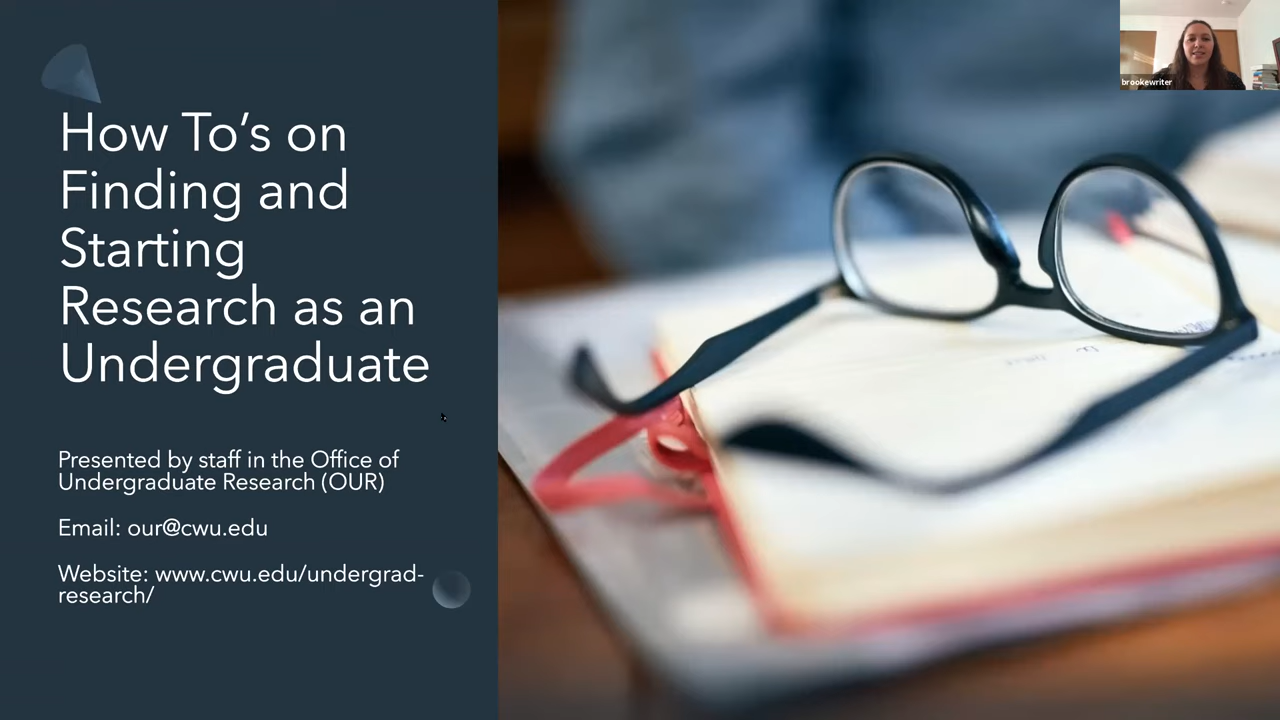 How To’s on
Finding and
Starting
Research as an
Undergraduate
Presented by staff in the Office of
Undergraduate Research (OUR)
Email: our@cwu.edu
Website: www.cwu.edu/undergrad-
research/
brookewriter